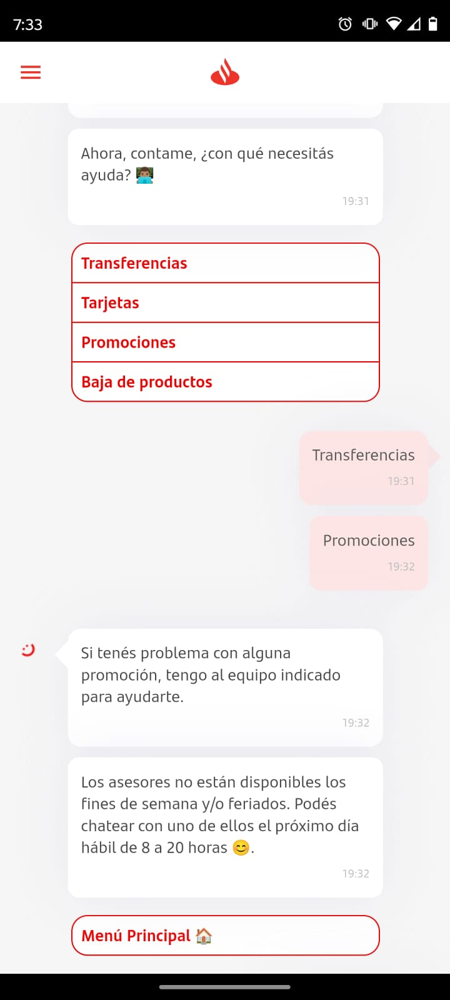 7:33
Ahora, contame, ¿con qué necesitás
ayuda? 👨🏽‍💻
19:31
Transferencias
Tarjetas
Promociones
Baja de productos
Transferencias
19:31
Promociones
19:32
Si tenés problema con alguna
promoción, tengo al equipo indicado
para ayudarte.
19:32
Los asesores no están disponibles los
fines de semana y/o feriados. Podés
chatear con uno de ellos el próximo día
hábil de 8 a 20 horas 😊.
19:32
Menú Principal 🏠